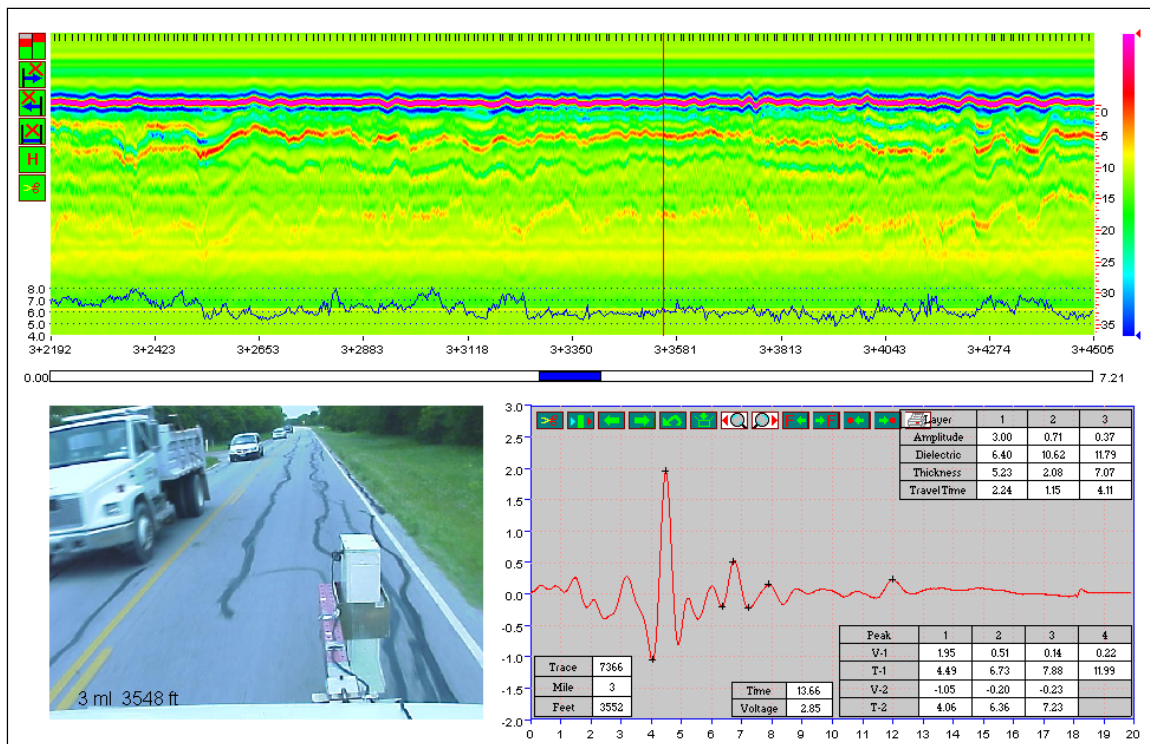 0
-5
-10
-15
-20
-25
-30
-35
8.0
7.0
6.0
5.0
4.0
H
3+2192 3+2423 3+2653 3+2883 3+3118 3+3350 3+3581 3+3813 3+4043 3+4274 3+4505
0.00 7.21
3 ml 3548 ft
3.0
2.5
2.0
1.5
1.0
0.5
0.0
-0.5
-1.0
-1.5
-2.0
Layer 1 2 3
Amplitude 3.00 0.71 0.37
Dielectric 6.40 10.62 11.79
Thickness 5.23 2.08 7.07
Travel Time 2.24 1.15 4.11
Trace 7366
Mile 3
Feet 3552
Time 13.66
Voltage 2.85
Peak 1 2 3 4
V-1 1.95 0.51 0.14 0.22
T-1 4.49 6.73 7.88 11.99
V-2 -1.05 -0.20 -0.23
T-2 4.06 6.36 7.23
0 1 2 3 4 5 6 7 8 9 10 11 12 13 14 15 16 17 18 19 20